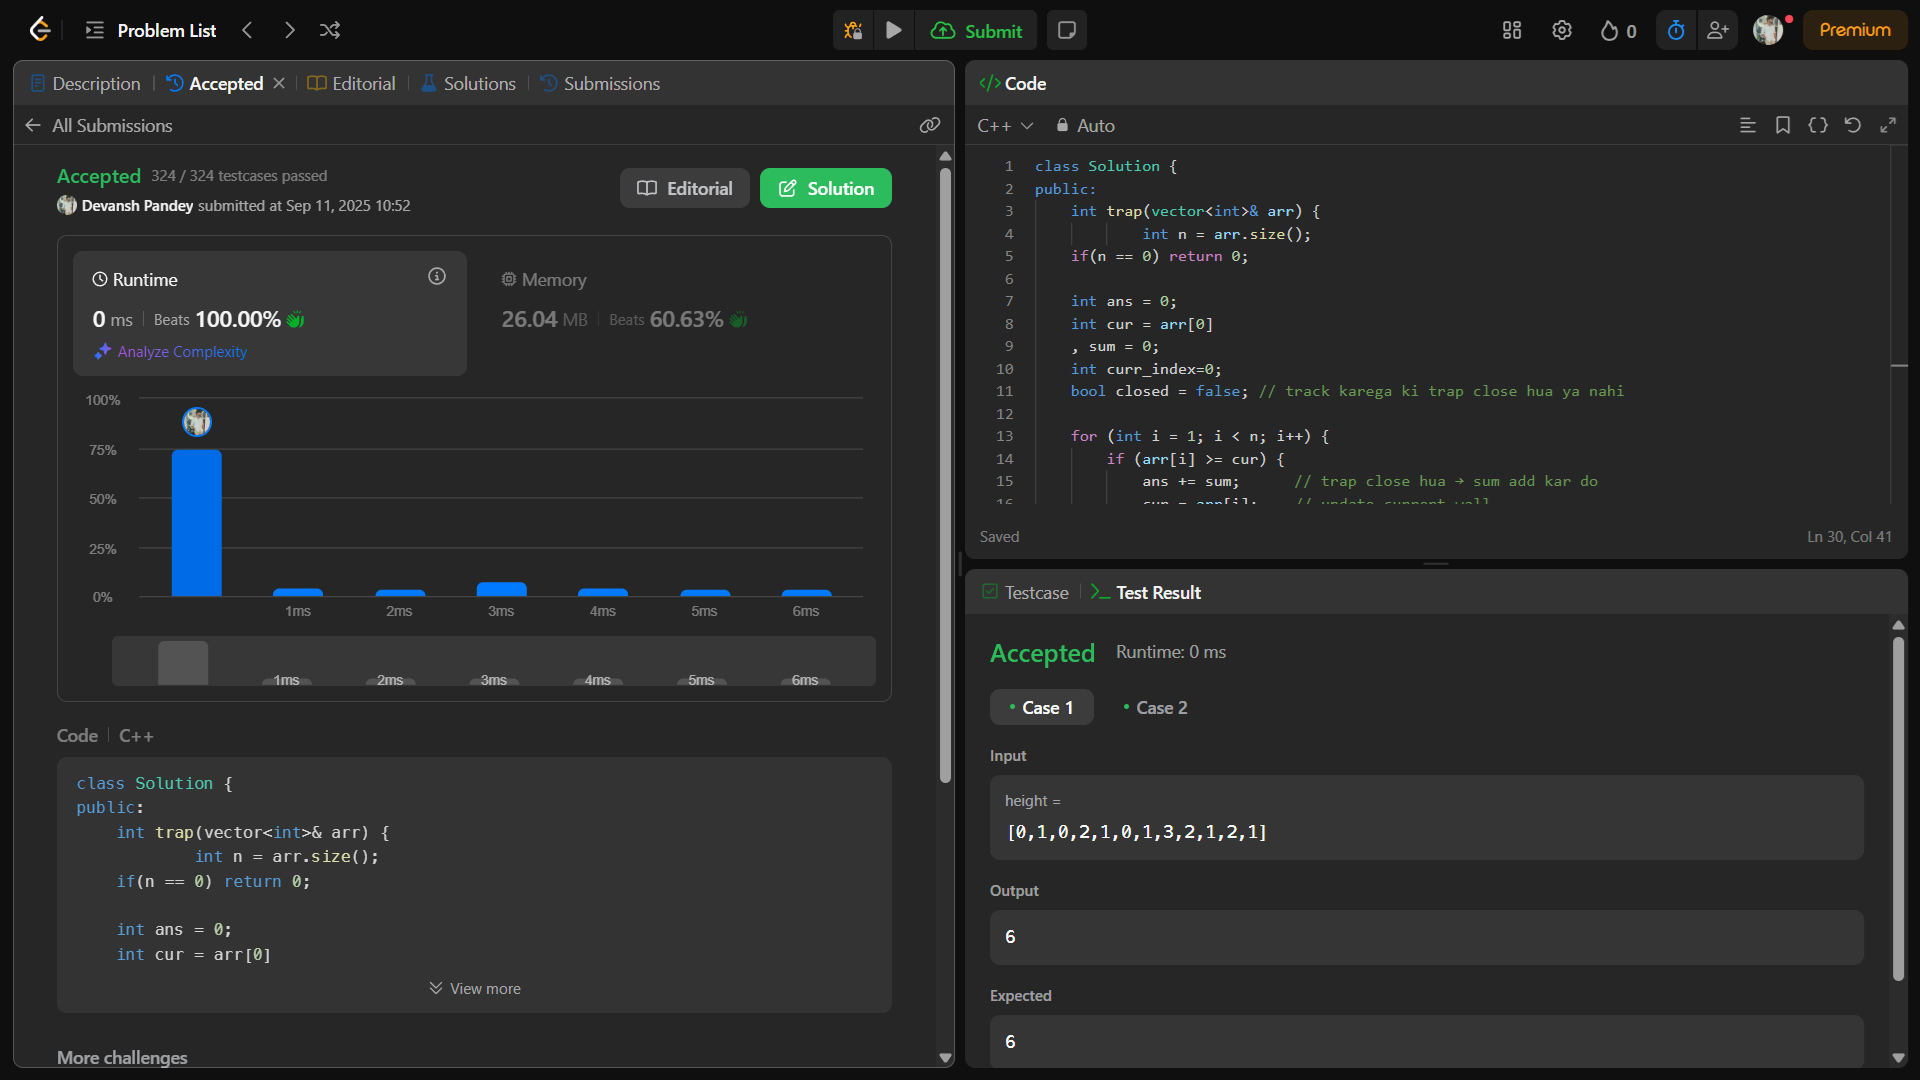 Problem List
Submit
0
Premium
Description
Accepted
Editorial
Solutions
Submissions
All Submissions
Accepted 324 / 324 testcases passed
Devansh Pandey submitted at Sep 11, 2025 10:52
Editorial
Solution
Runtime
0 ms Beats 100.00%
Analyze Complexity
Memory
26.04 MB Beats 60.63%
100%
75%
50%
25%
0%
1ms 2ms 3ms 4ms 5ms 6ms
1ms 2ms 3ms 4ms 5ms 6ms
Code C++
class Solution {
public:
int trap(vector<int>& arr) {
int n = arr.size();
if(n == 0) return 0;
int ans = 0;
int cur = arr[0]
View more
More challenges
</> Code
C++ Auto
1 class Solution {
2 public:
3 int trap(vector<int>& arr) {
4 int n = arr.size();
5 if(n == 0) return 0;
6
7 int ans = 0;
8 int cur = arr[0]
9 , sum = 0;
10 int curr_index=0;
11 bool closed = false; // track karega ki trap close hua ya nahi
12
13 for (int i = 1; i < n; i++) {
14 if (arr[i] >= cur) {
15 ans += sum; // trap close hua → sum add kar do
16 cur = arr[i]; // update current wall
Saved
Ln 30, Col 41
Testcase
Test Result
Accepted Runtime: 0 ms
Case 1
Case 2
Input
height =
[0,1,0,2,1,0,1,3,2,1,2,1]
Output
6
Expected
6